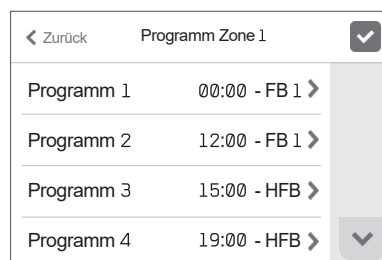 Zurück Programm Zone 1
Programm 1 00:00 - FB 1
Programm 2 12:00 - FB 1
Programm 3 15:00 - HFB
Programm 4 19:00 - HFB